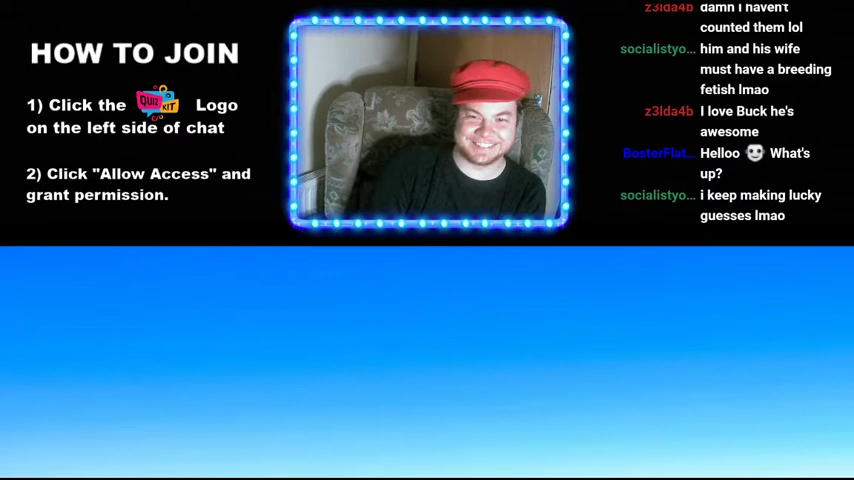 HOW TO JOIN
1) Click the QUIZ KIT Logo
on the left side of chat
2) Click "Allow Access" and
grant permission.
z3lda4b damn I haven't
counted them lol
socialistyo... him and his wife
must have a breeding
fetish lmao
z3lda4b I love Buck he's
awesome
BosterFlat... Helloo What's
up?
socialistyo... i keep making lucky
guesses lmao